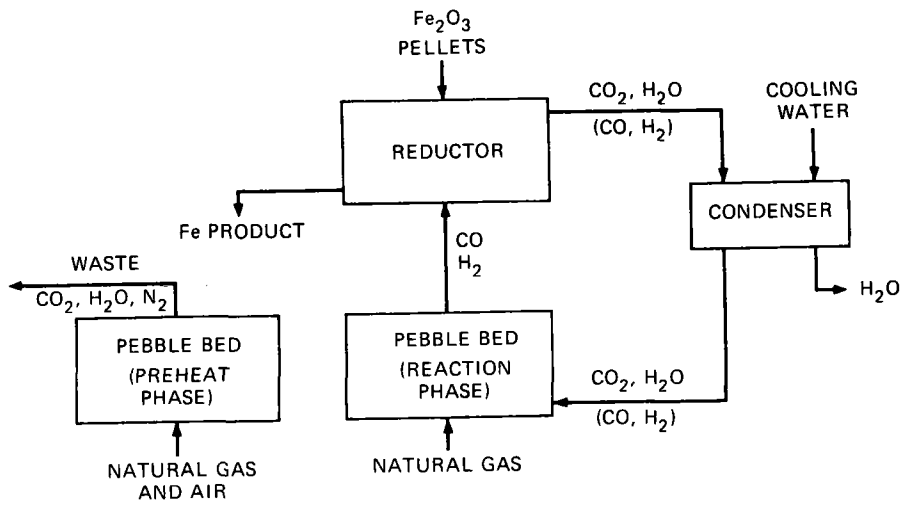 Fe₂O₃
PELLETS
CO₂, H₂O
(CO, H₂)
COOLING
WATER
REDUCTOR
CONDENSER
Fe PRODUCT
CO
H₂
WASTE
CO₂, H₂O, N₂
H₂O
PEBBLE BED
(PREHEAT
PHASE)
PEBBLE BED
(REACTION
PHASE)
CO₂, H₂O
(CO, H₂)
NATURAL GAS
AND AIR
NATURAL GAS